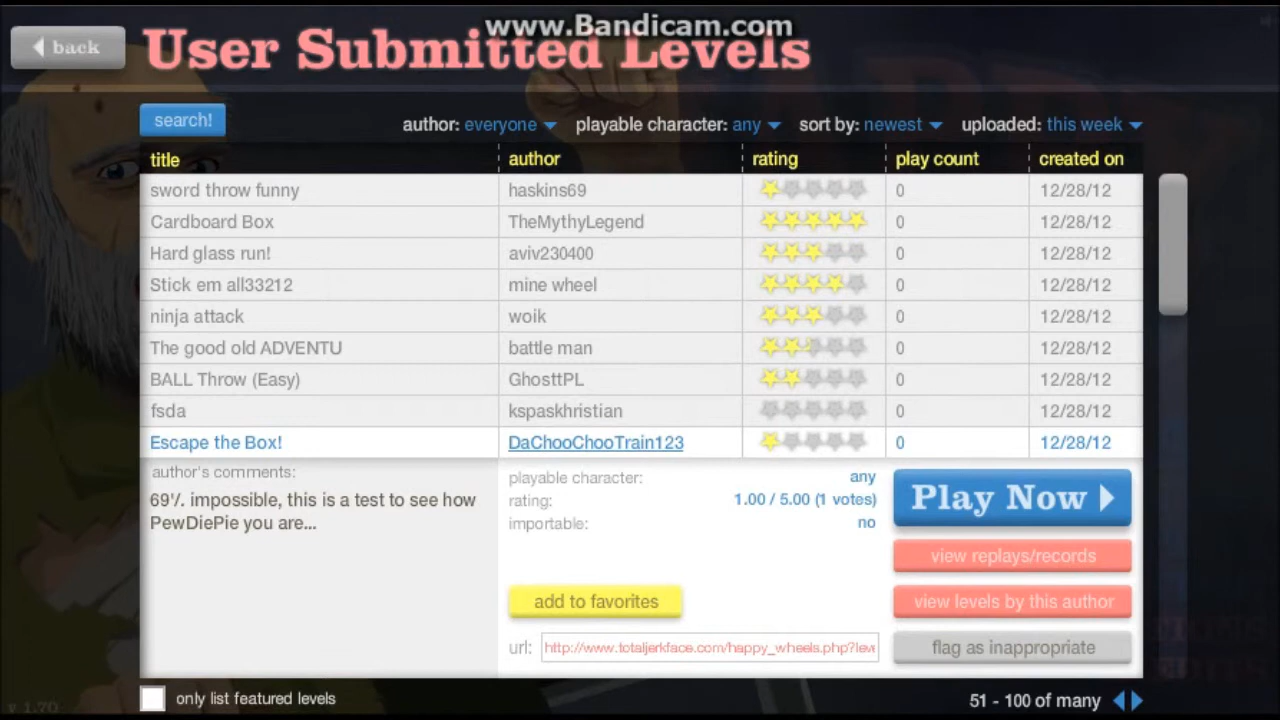 www.Bandicam.com
back
User Submitted Levels
search!
author: everyone playable character: any sort by: newest uploaded: this week
title author rating play count created on
sword throw funny haskins69 0 12/28/12
Cardboard Box TheMythyLegend 0 12/28/12
Hard glass run! aviv230400 0 12/28/12
Stick em all33212 mine wheel 0 12/28/12
ninja attack woik 0 12/28/12
The good old ADVENTU battle man 0 12/28/12
BALL Throw (Easy) GhosttPL 0 12/28/12
fsda kspaskhristian 0 12/28/12
Escape the Box! DaChooChooTrain123 0 12/28/12
author's comments:
69'/. impossible, this is a test to see how
PewDiePie you are...
playable character: any
rating: 1.00 / 5.00 (1 votes)
importable: no
add to favorites
url: http://www.totaljerkface.com/happy_wheels.php?leve
Play Now
view replays/records
view levels by this author
flag as inappropriate
v 1.70
only list featured levels
51 - 100 of many